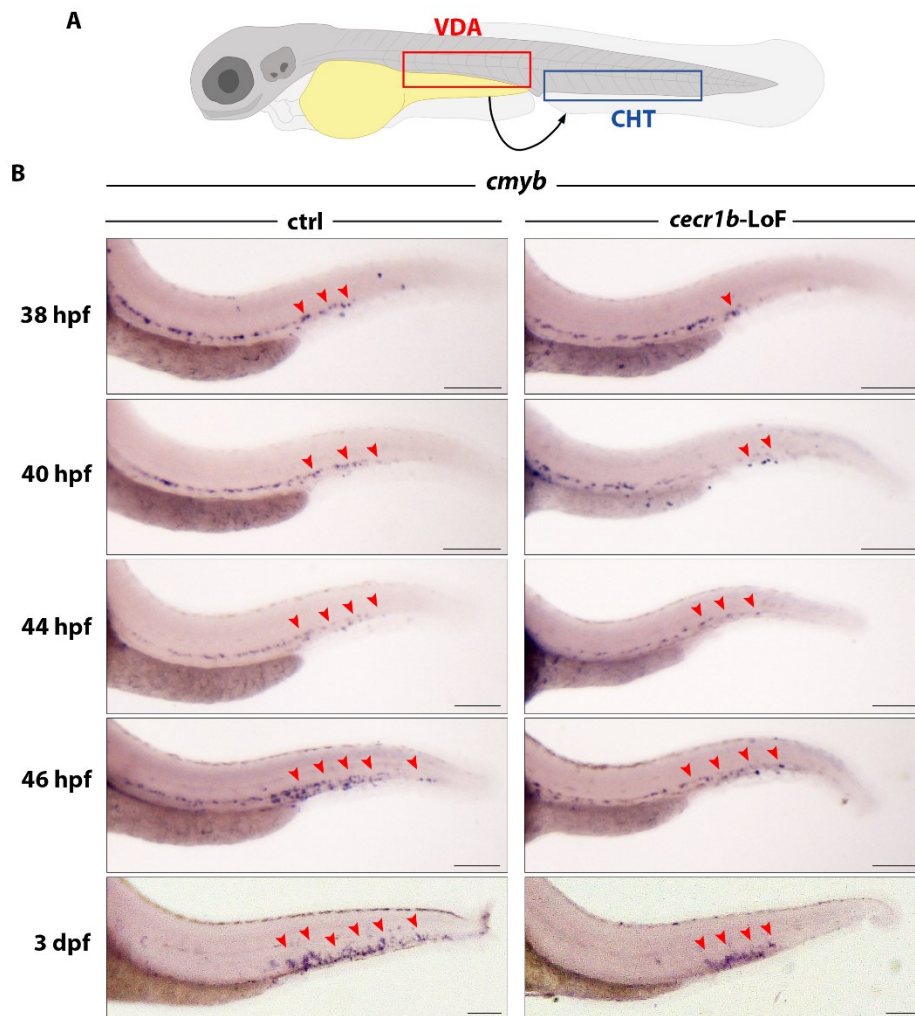 A
VDA
CHT
B
cmyb
ctrl
cecr1b-LoF
38 hpf
40 hpf
44 hpf
46 hpf
3 dpf